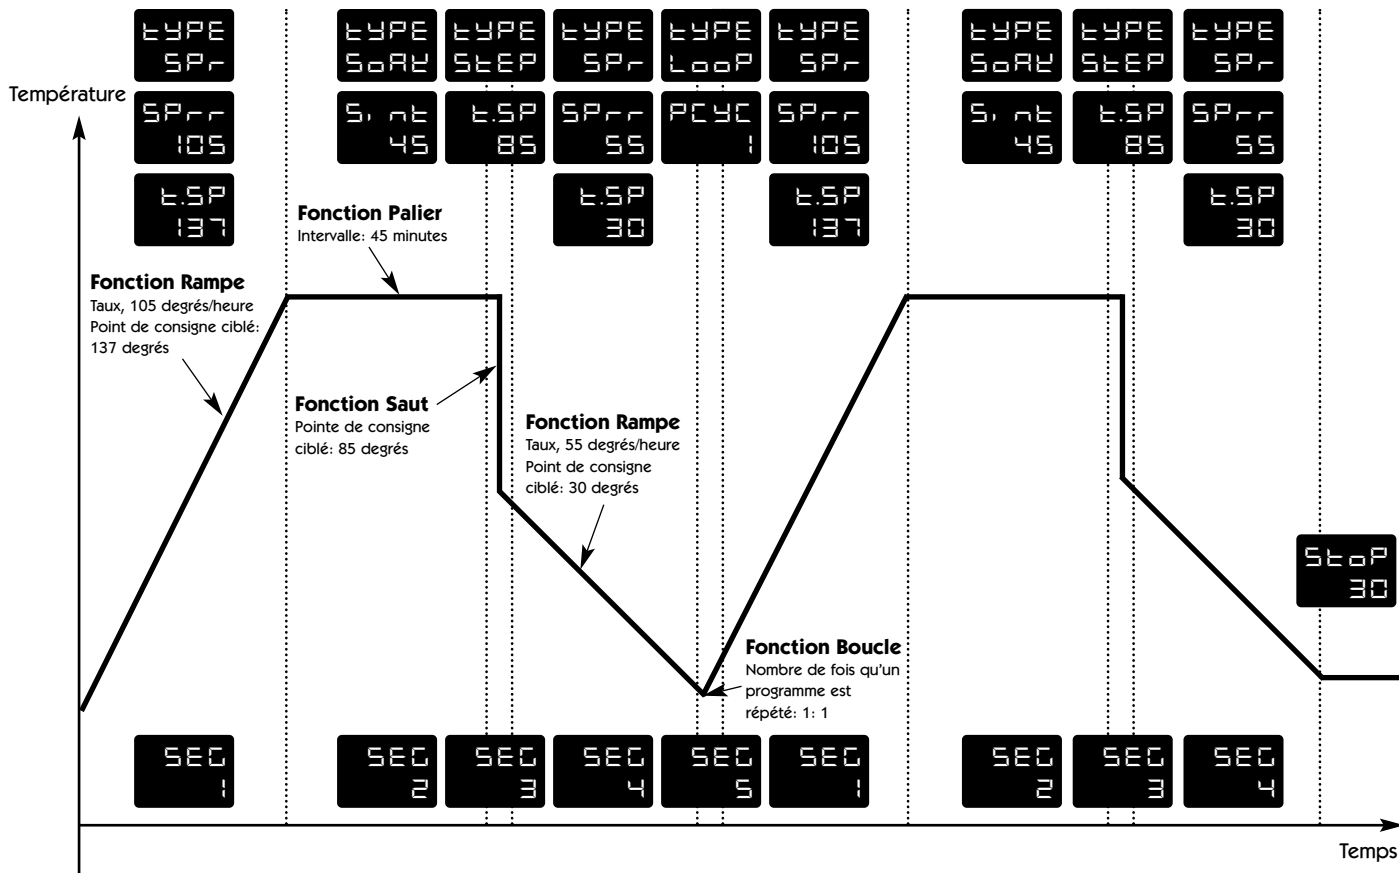 tYPE
SPr
tYPE
SoAK
tYPE
StEP
tYPE
SPr
tYPE
LooP
tYPE
SPr
tYPE
SoAK
tYPE
StEP
tYPE
SPr
Température
SPrr
105
S,nt
45
t.SP
85
SPrr
55
PCYC
1
SPrr
105
S,nt
45
t.SP
85
SPrr
55
t.SP
137
t.SP
30
t.SP
137
t.SP
30
Fonction Palier
Intervalle: 45 minutes
Fonction Rampe
Taux, 105 degrés/heure
Point de consigne ciblé:
137 degrés
Fonction Saut
Pointe de consigne
ciblé: 85 degrés
Fonction Rampe
Taux, 55 degrés/heure
Point de consigne
ciblé: 30 degrés
StoP
30
Fonction Boucle
Nombre de fois qu'un
programme est
répété: 1: 1
SEG
1
SEG
2
SEG
3
SEG
4
SEG
5
SEG
1
SEG
2
SEG
3
SEG
4
Temps